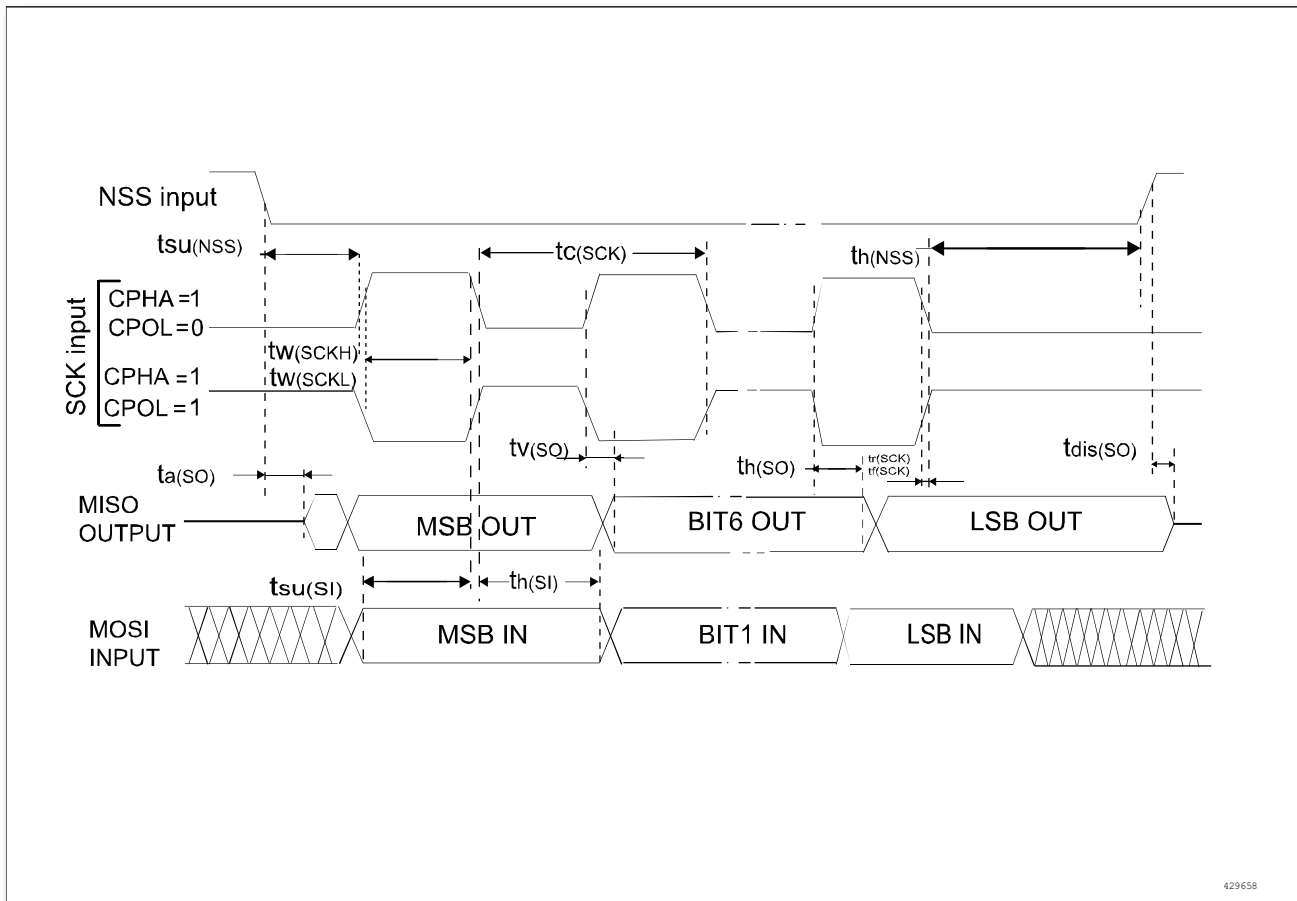 NSS input
tsu(NSS)
tc(SCK)
th(NSS)
SCK input
CPHA =1
CPOL =0
tw(SCKH)
CPHA =1
tw(SCKL)
CPOL = 1
ta(SO)
tv(SO)
th(SO)
tr(SCK)
tf(SCK)
tdis(SO)
MISO
OUTPUT
MSB OUT
BIT6 OUT
LSB OUT
tsu(SI)
th(SI)
MOSI
INPUT
MSB IN
BIT1 IN
LSB IN
429658